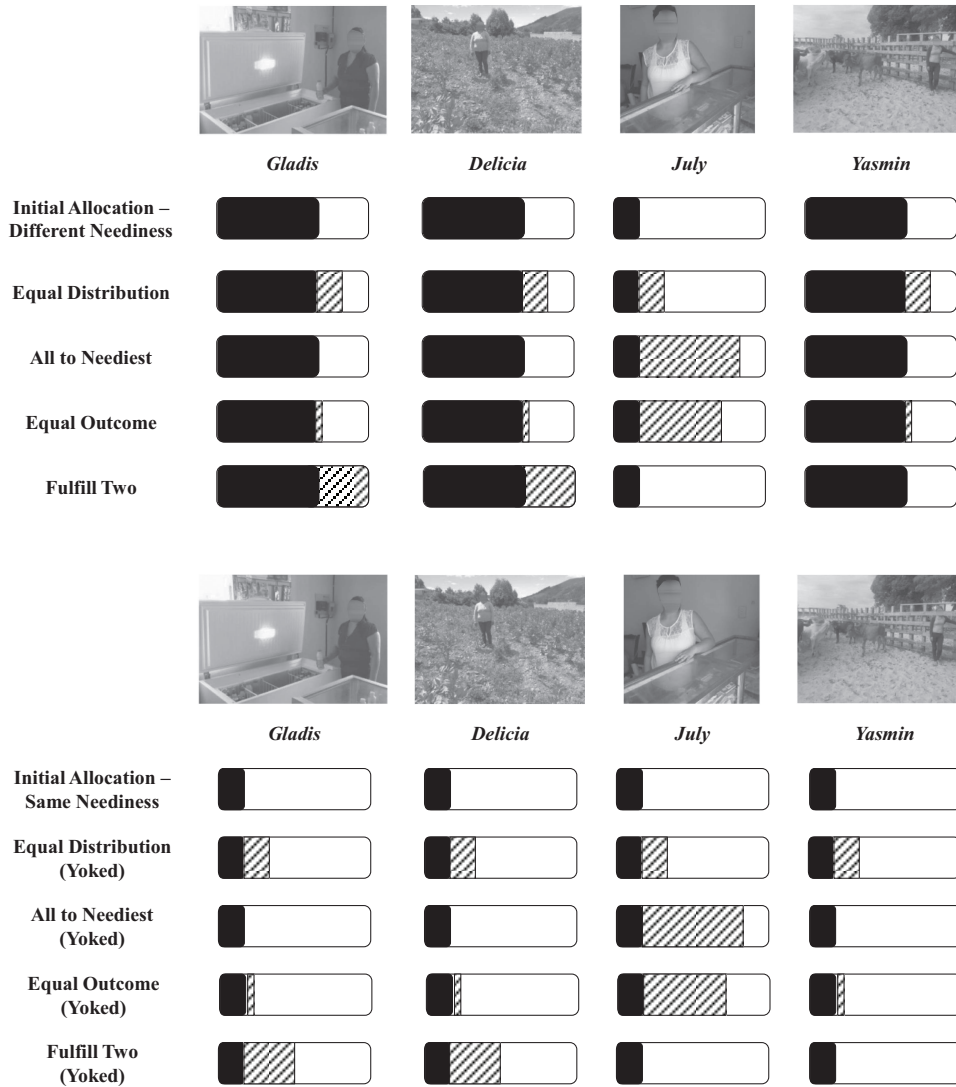 Gladis Delicia July Yasmin
Initial Allocation –
Different Neediness
Equal Distribution
All to Neediest
Equal Outcome
Fulfill Two
Gladis Delicia July Yasmin
Initial Allocation –
Same Neediness
Equal Distribution
(Yoked)
All to Neediest
(Yoked)
Equal Outcome
(Yoked)
Fulfill Two
(Yoked)